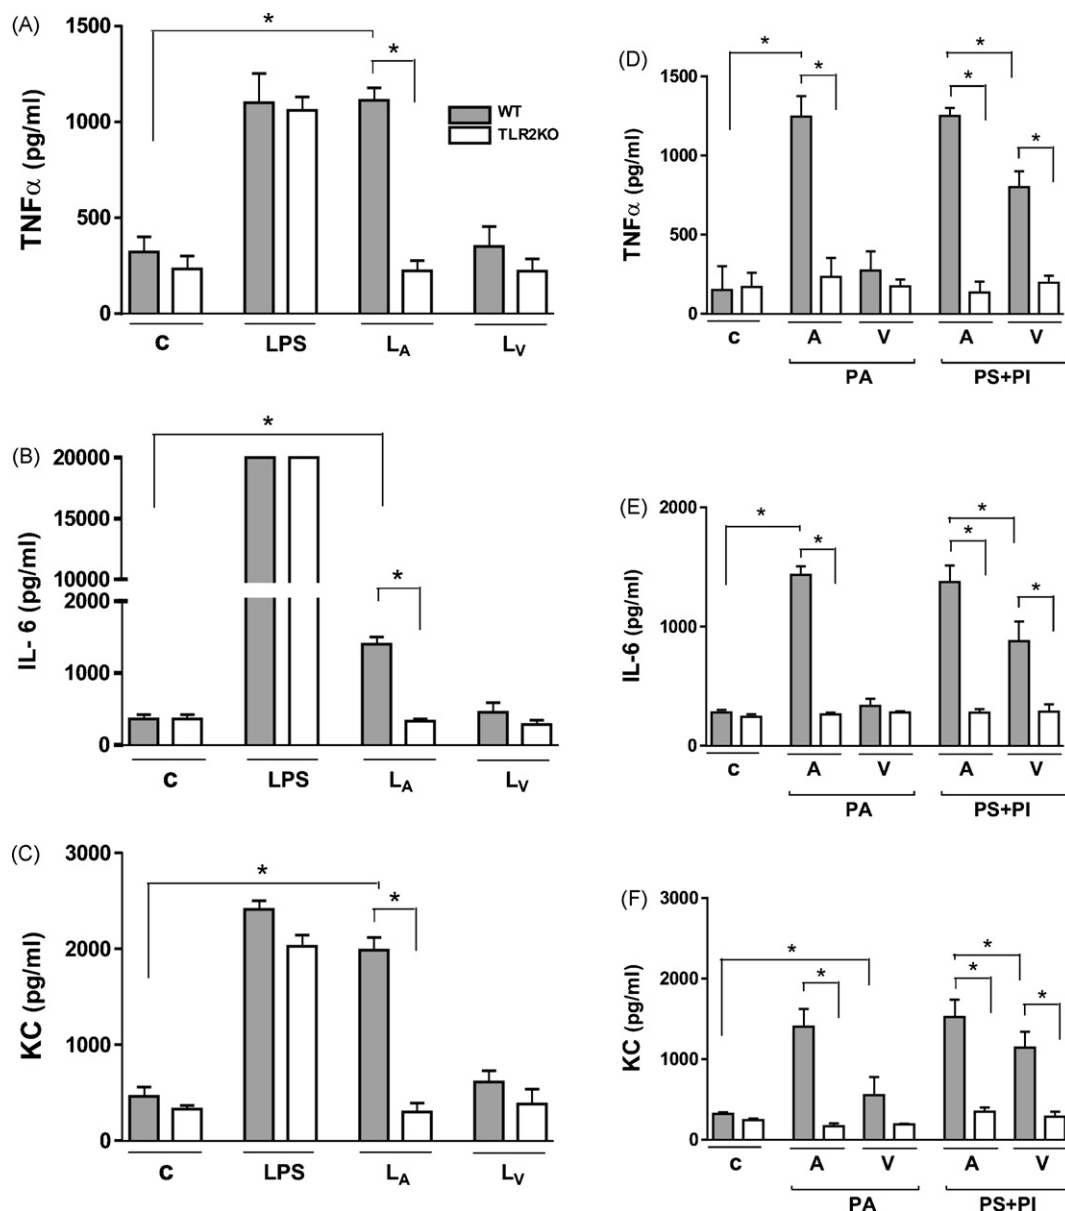 (A)
TNFα (pg/ml)
1500
1000
500
0
*
*
WT
TLR2KO
C
LPS
LA
LV
(B)
IL- 6 (pg/ml)
20000
15000
10000
2000
1000
0
*
*
C
LPS
LA
LV
(C)
KC (pg/ml)
3000
2000
1000
0
*
*
C
LPS
LA
LV
(D)
TNFα (pg/ml)
1500
1000
500
0
*
*
*
*
*
C
A
V
A
V
PA
PS+PI
(E)
IL-6 (pg/ml)
2000
1000
0
*
*
*
*
*
C
A
V
A
V
PA
PS+PI
(F)
KC (pg/ml)
3000
2000
1000
0
*
*
*
*
*
C
A
V
A
V
PA
PS+PI